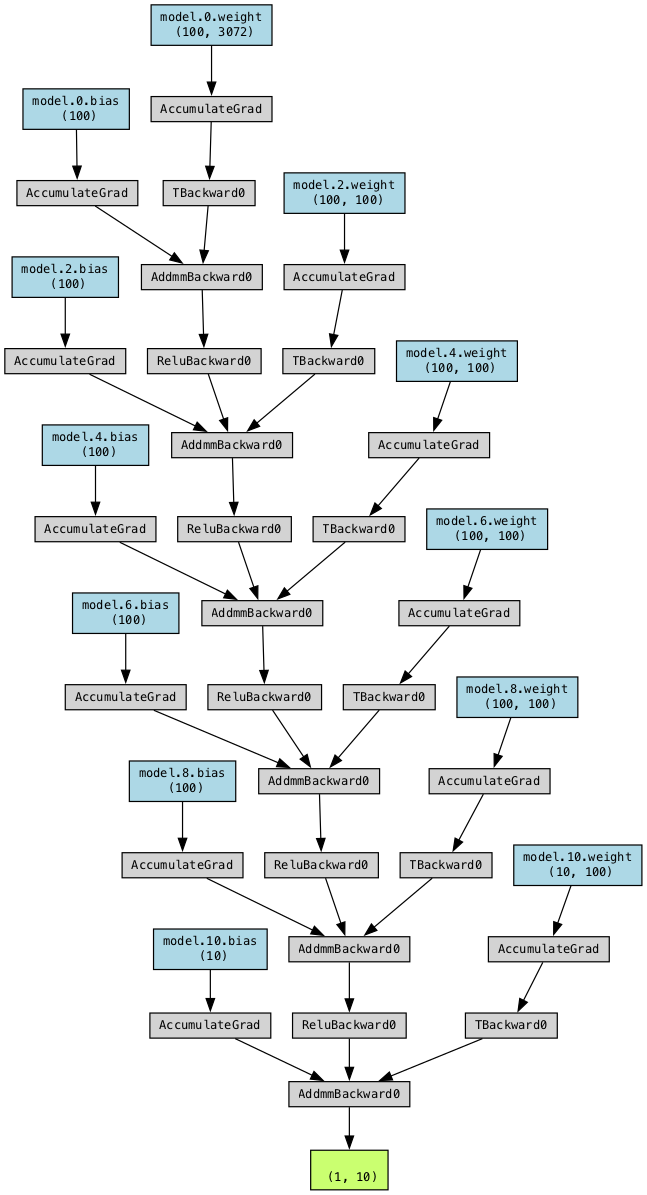 model.0.weight
(100, 3072)
model.0.bias
(100)
AccumulateGrad
AccumulateGrad
TBackward0
model.2.weight
(100, 100)
model.2.bias
(100)
AddmmBackward0
AccumulateGrad
AccumulateGrad
ReluBackward0
TBackward0
model.4.weight
(100, 100)
model.4.bias
(100)
AddmmBackward0
AccumulateGrad
AccumulateGrad
ReluBackward0
TBackward0
model.6.weight
(100, 100)
model.6.bias
(100)
AddmmBackward0
AccumulateGrad
AccumulateGrad
ReluBackward0
TBackward0
model.8.weight
(100, 100)
model.8.bias
(100)
AddmmBackward0
AccumulateGrad
AccumulateGrad
ReluBackward0
TBackward0
model.10.weight
(10, 100)
model.10.bias
(10)
AddmmBackward0
AccumulateGrad
AccumulateGrad
ReluBackward0
TBackward0
AddmmBackward0
(1, 10)